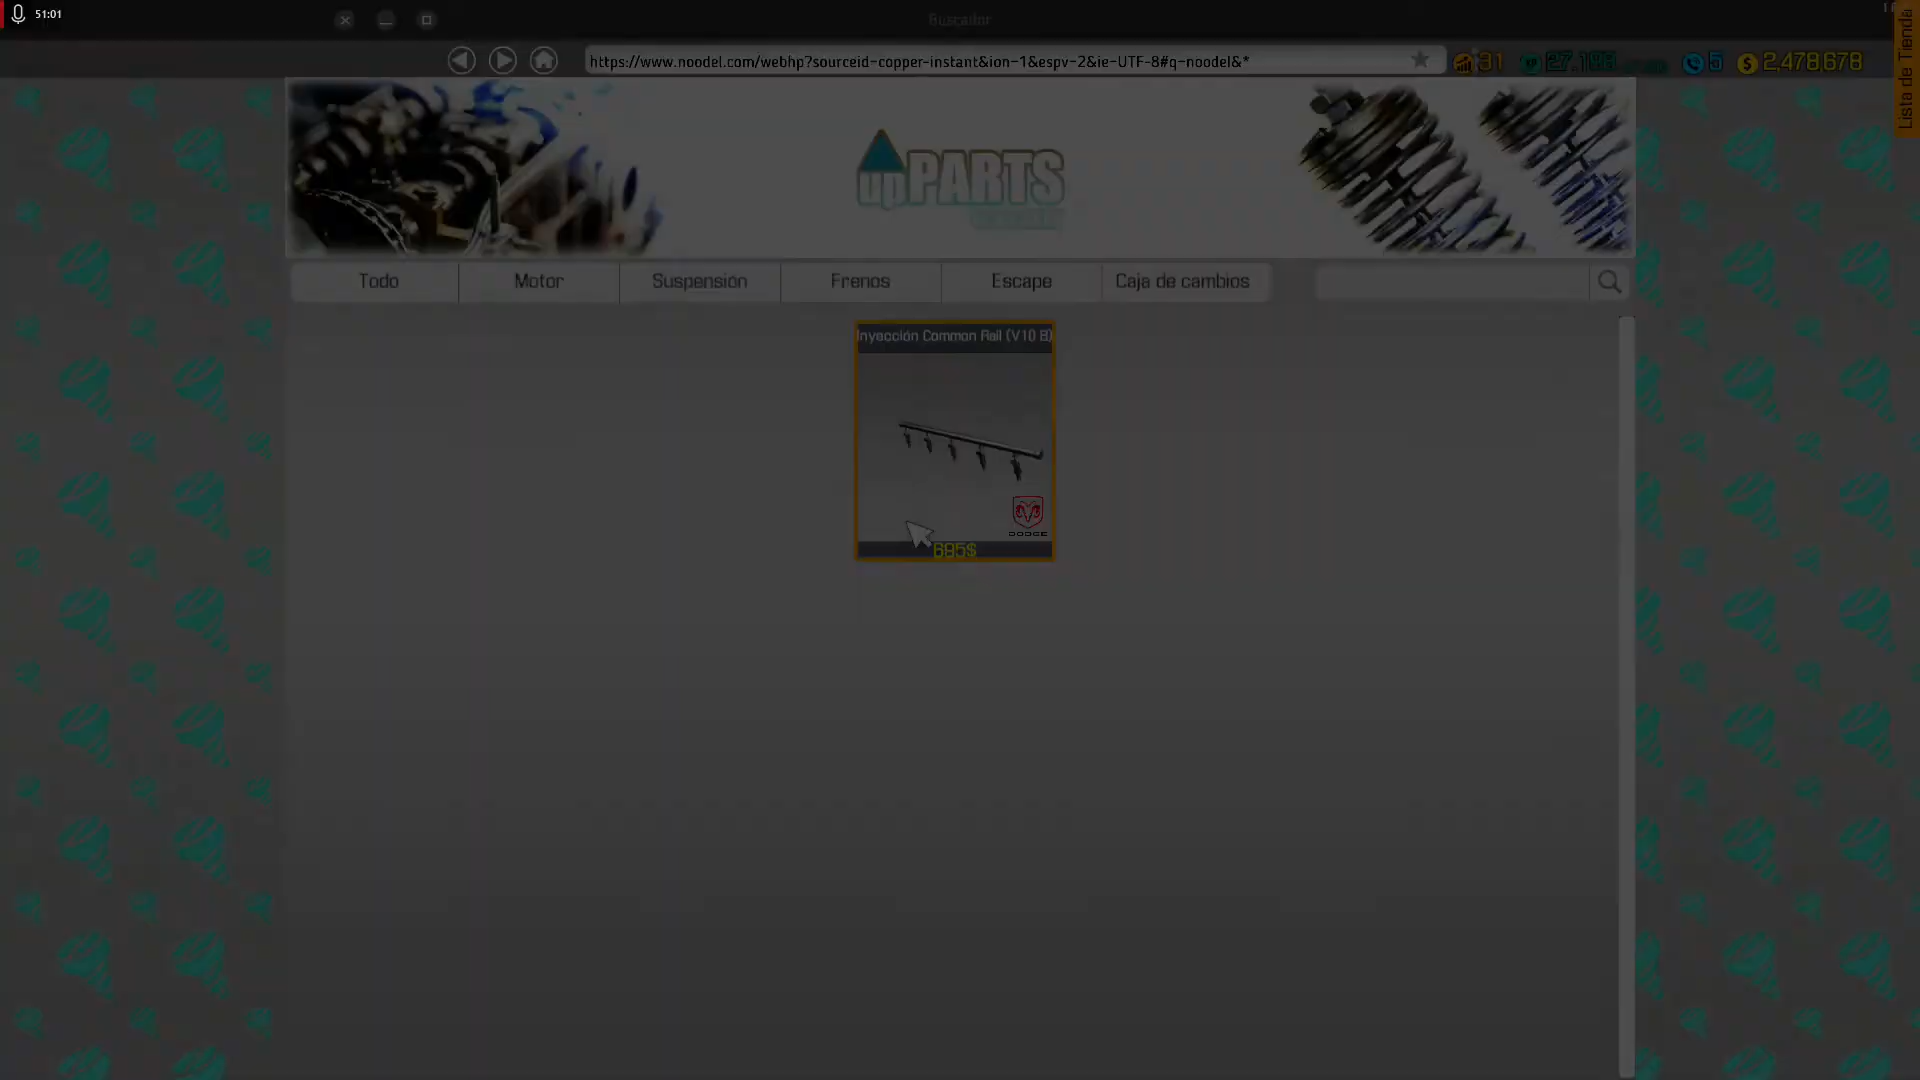 51:01
Buscador
https://www.noodel.com/webhp?sourceid-copper-instant&ion-1&espv-2&ie-UTF-8#q-noodel&*
31
5
2,478,678
Lista de Tienda
upPARTS
Todo
Motor
Suspensión
Frenos
Escape
Caja de cambios
Inyección Common Rail (V10 B)
DODGE
695$